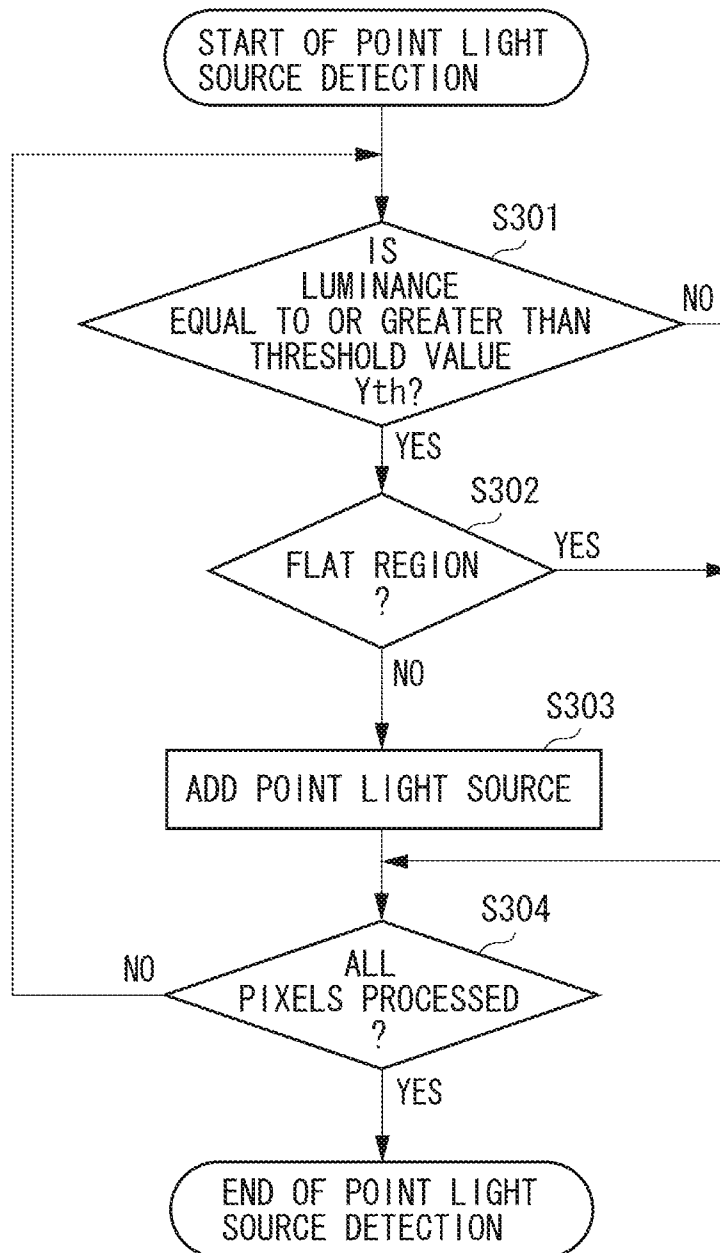 START OF POINT LIGHT
SOURCE DETECTION
S301
IS
LUMINANCE
EQUAL TO OR GREATER THAN
THRESHOLD VALUE
Yth?
NO
YES
S302
FLAT REGION
?
YES
NO
S303
ADD POINT LIGHT SOURCE
S304
NO
ALL
PIXELS PROCESSED
?
YES
END OF POINT LIGHT
SOURCE DETECTION